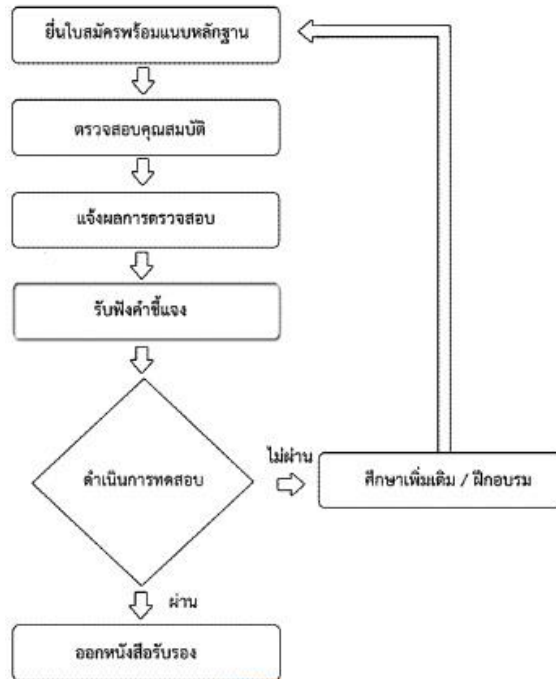 ยื่นใบสมัครพร้อมแนบหลักฐาน
ตรวจสอบคุณสมบัติ
แจ้งผลการตรวจสอบ
รับฟังคำชี้แจง
ดำเนินการทดสอบ
ไม่ผ่าน
ศึกษาเพิ่มเติม / ฝึกอบรม
ผ่าน
ออกหนังสือรับรอง